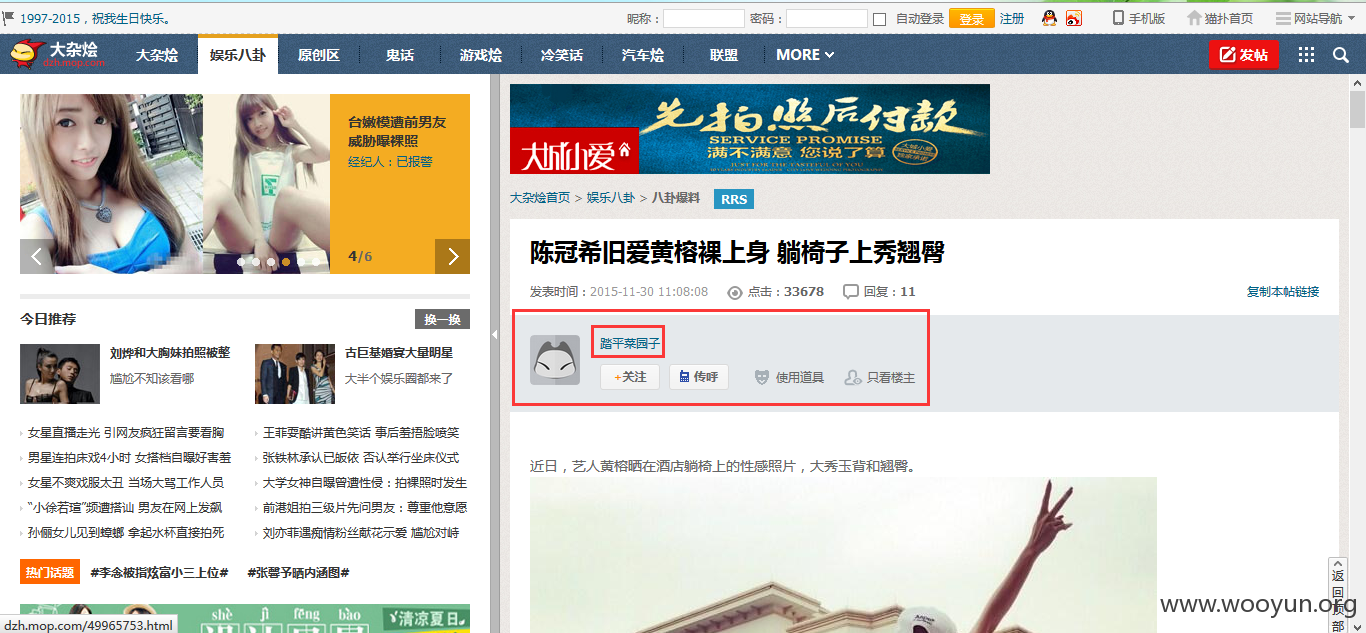 1997-2015，祝我生日快乐。
昵称： 密码： 自动登录 登录 注册 手机版 猫扑首页 网站导航
大杂烩 dzh.mop.com 大杂烩 娱乐八卦 原创区 鬼话 游戏烩 冷笑话 汽车烩 联盟 MORE 发帖
台嫩模遭前男友
威胁曝裸照
经纪人：已报警
4/6
今日推荐 换一换
刘烨和大胸妹拍照被整
尴尬不知该看哪
古巨基婚宴大量明星
大半个娱乐圈都来了
女星直播走光 引网友疯狂留言要看胸
王菲耍酷讲黄色笑话 事后羞捂脸喷笑
男星连拍床戏4小时 女搭档自曝好害羞
张铁林承认已皈依 否认举行坐床仪式
女星不爽戏服太丑 当场大骂工作人员
大学女神自曝曾遭性侵：拍裸照时发生
“小徐若瑄”频遭搭讪 男友在网上发飙
前港姐拍三级片先问男友：尊重他意愿
孙俪女儿见到蟑螂 拿起水杯直接拍死
刘亦菲遇痴情粉丝献花示爱 尴尬对峙
热门话题 #李念被指炫富小三上位# #张馨予晒内涵图#
shè jì fēng bào
清凉夏日
dzh.mop.com/49965753.html
大城小爱
先拍照后付款
SERVICE PROMISE
满不满意 您说了算
大杂烩首页 > 娱乐八卦 > 八卦爆料 RRS
陈冠希旧爱黄榕裸上身 躺椅子上秀翘臀
发表时间：2015-11-30 11:08:08 点击：33678 回复：11 复制本帖链接
踏平菜园子
+关注 传呼 使用道具 只看楼主
近日，艺人黄榕晒在酒店躺椅上的性感照片，大秀玉背和翘臀。
返回顶部
www.wooyun.org